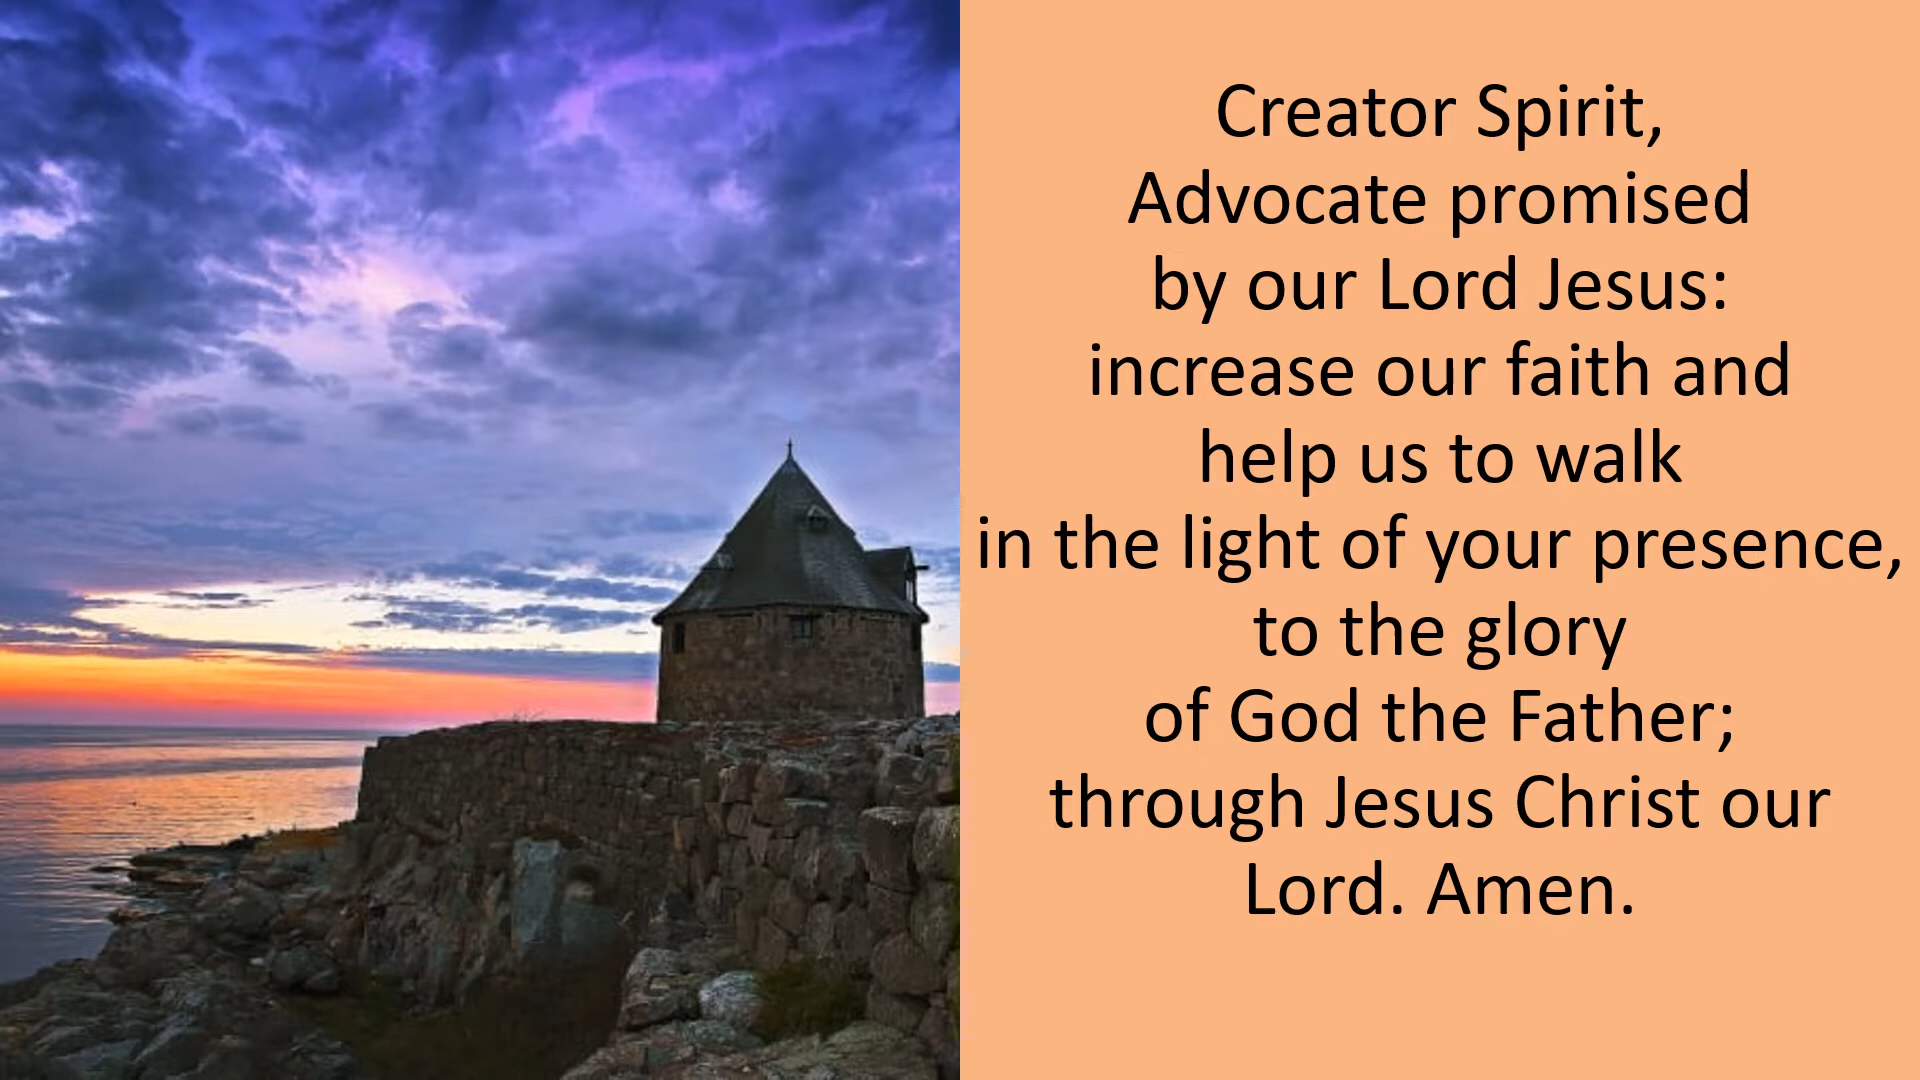 Creator Spirit,
Advocate promised
by our Lord Jesus:
increase our faith and
help us to walk
in the light of your presence,
to the glory
of God the Father;
through Jesus Christ our
Lord. Amen.